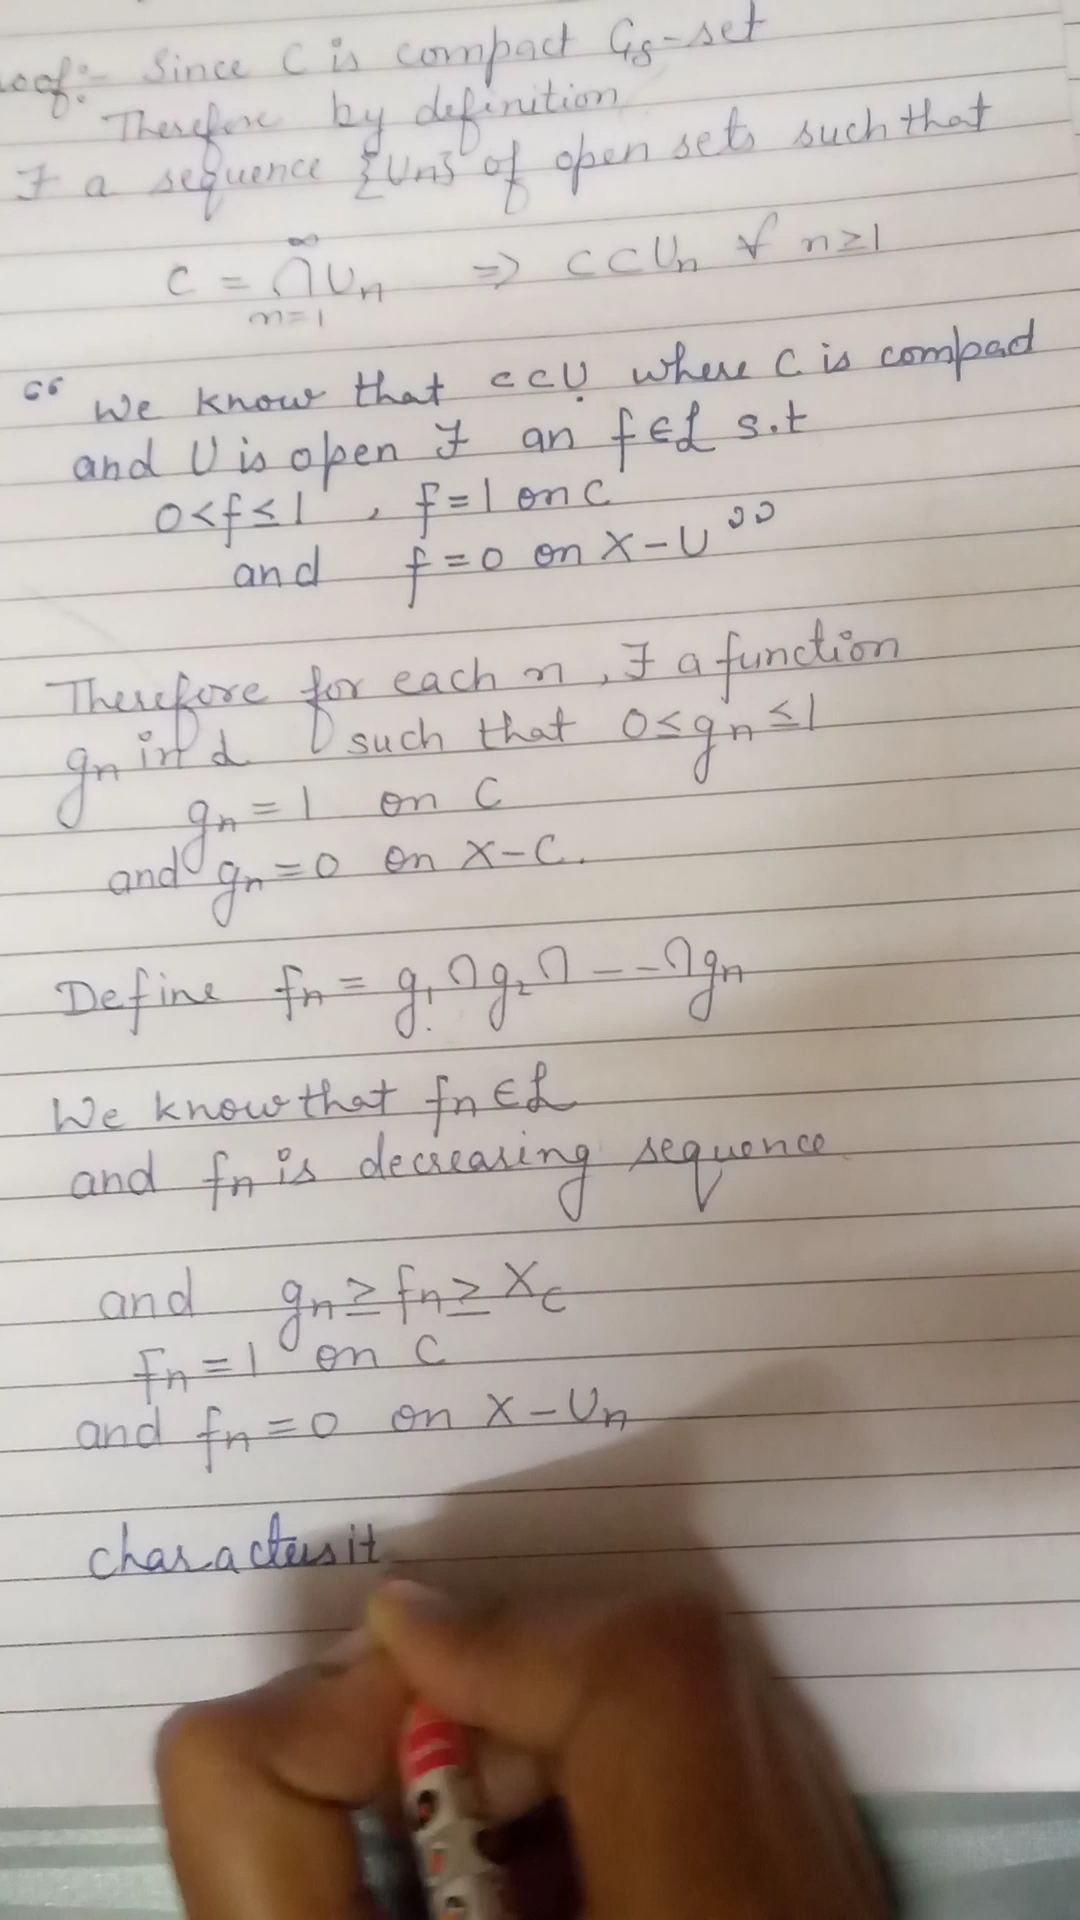 oof:- Since C is compact Gδ-set
Therefore by definition
∃ a sequence {Un} of open sets such that
C = ∞∩n=1 Un ⇒ C⊂Un ∀ n≥1
“ We know that C⊂U where C is compad
and U is open ∃ an f∈L s.t
0<f≤1 , f=1 on C
and f=0 on X-U ”
Therefore for each n, ∃ a function
gn in L such that 0≤gn≤1
gn=1 on C
and gn=0 on X-C.
Define fn = g1∩g2∩---∩gn
We know that fn∈L
and fn is decreasing sequence
and gn≥fn≥χc
Fn=1 on C
and fn=0 on X-Un
charactersit